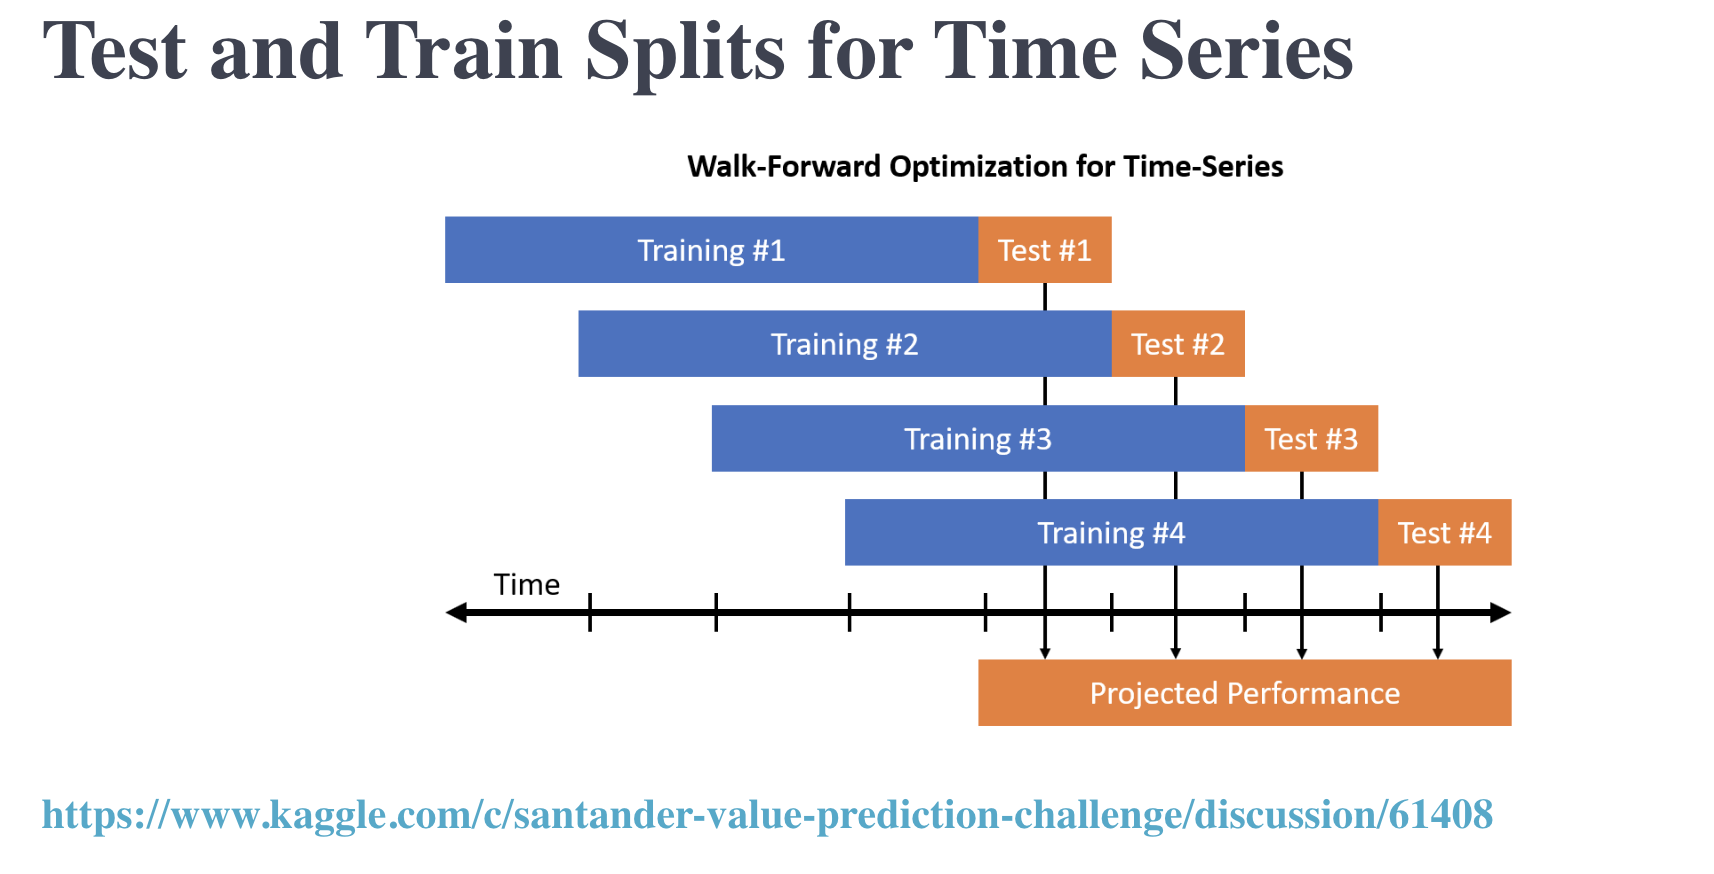 Test and Train Splits for Time Series
Walk-Forward Optimization for Time-Series
Training #1
Test #1
Training #2
Test #2
Training #3
Test #3
Training #4
Test #4
Time
Projected Performance
https://www.kaggle.com/c/santander-value-prediction-challenge/discussion/61408